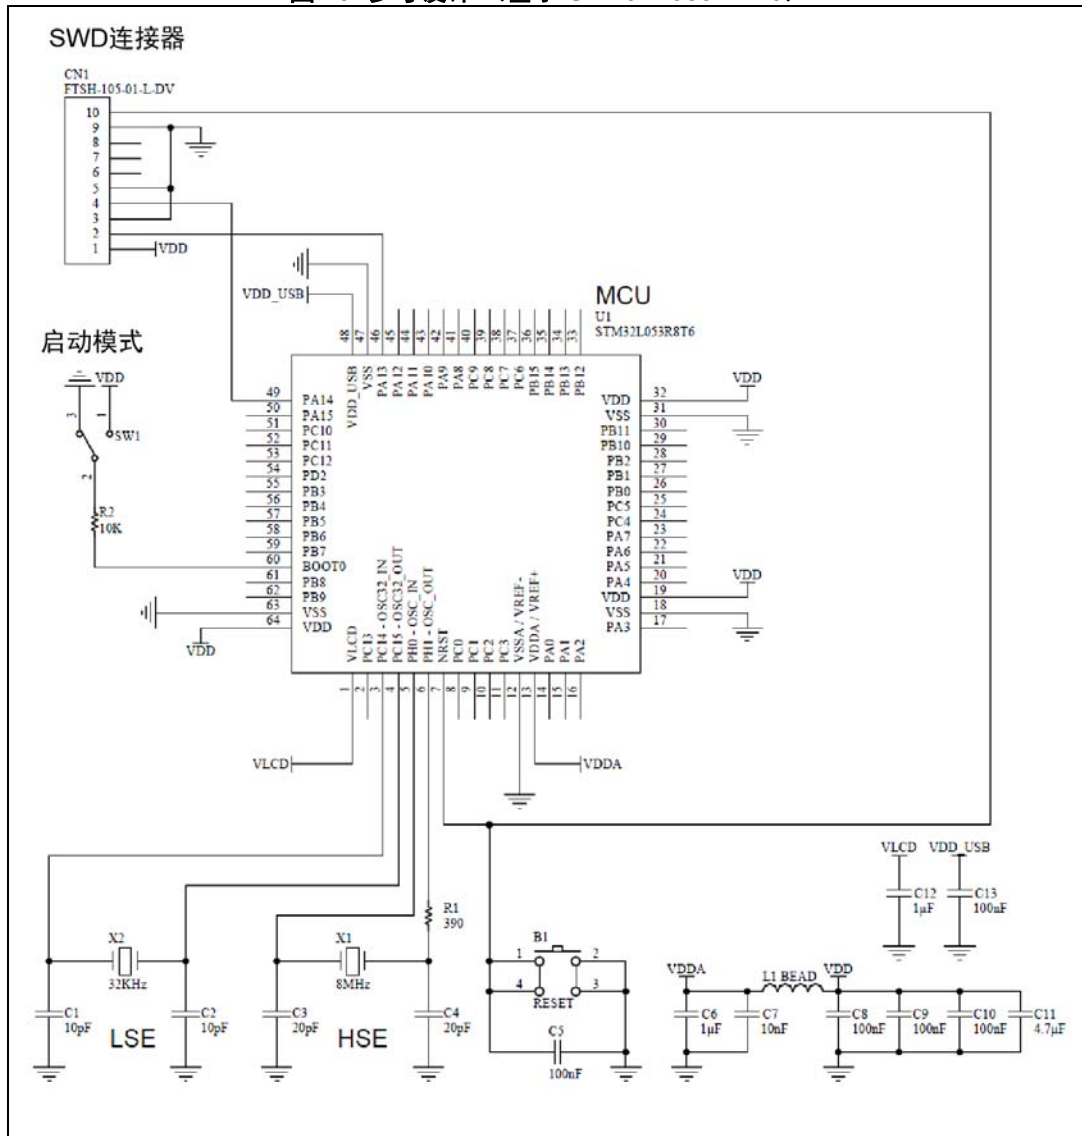 SWD连接器
CN1
FTSH-105-01-L-DV
10
9
8
7
6
5
4
3
2
1
VDD
VDD_USB
MCU
U1
STM32L053R8T6
48
47
46
45
44
43
42
41
40
39
38
37
36
35
34
33
VDD_USB
VSS
PA13
PA12
PA11
PA10
PA9
PA8
PC9
PC8
PC7
PC6
PB15
PB14
PB13
PB12
启动模式
VDD
3
1
SW1
2
R2
10K
49 PA14
50 PA15
51 PC10
52 PC11
53 PC12
54 PD2
55 PB3
56 PB4
57 PB5
58 PB6
59 PB7
60 BOOT0
61 PB8
62 PB9
63 VSS
64 VDD
VDD
VDD 32
VSS 31
PB11 30
PB10 29
PB2 28
PB1 27
PB0 26
PC5 25
PC4 24
PA7 23
PA6 22
PA5 21
PA4 20
VDD 19
VSS 18
PA3 17
VDD
VDD
VLCD
PC13
PC14 - OSC32_IN
PC15 - OSC32_OUT
PH0 - OSC_IN
PH1 - OSC_OUT
NRST
PC0
PC1
PC2
PC3
VSSA / VREF-
VDDA / VREF+
PA0
PA1
PA2
1
2
3
4
5
6
7
8
9
10
11
12
13
14
15
16
VLCD
VDDA
VLCD
VDD_USB
C12
1µF
C13
100nF
R1
390
X2
32KHz
X1
8MHz
C1
10pF
LSE
C2
10pF
C3
20pF
HSE
C4
20pF
B1
1
2
4
3
RESET
C5
100nF
VDDA
L1 BEAD
VDD
C6
1µF
C7
10nF
C8
100nF
C9
100nF
C10
100nF
C11
4.7µF